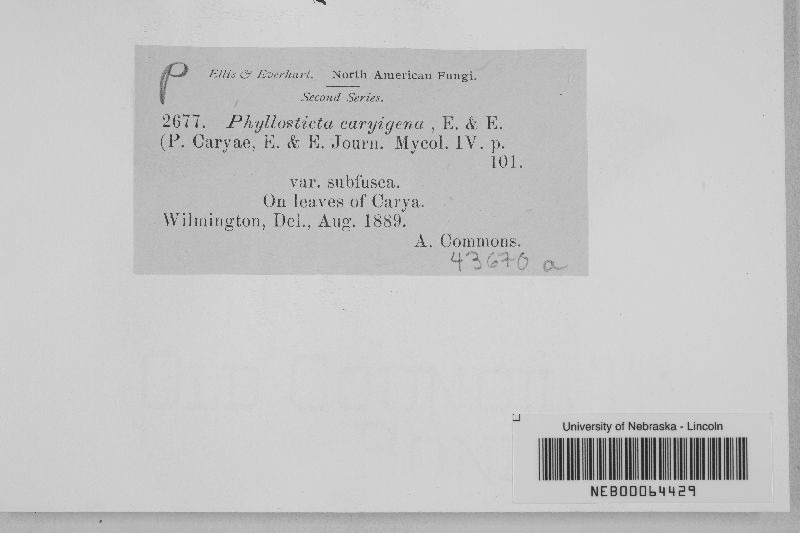 P
Ellis & Everhart. North American Fungi.
Second Series.
2677. Phyllosticta caryigena, E. & E.
(P. Caryae, E. & E. Journ. Mycol. IV. p.
101.
var. subfusca.
On leaves of Carya.
Wilmington, Del., Aug. 1889.
A. Commons.
43670 a
University of Nebraska - Lincoln
NEB00064429